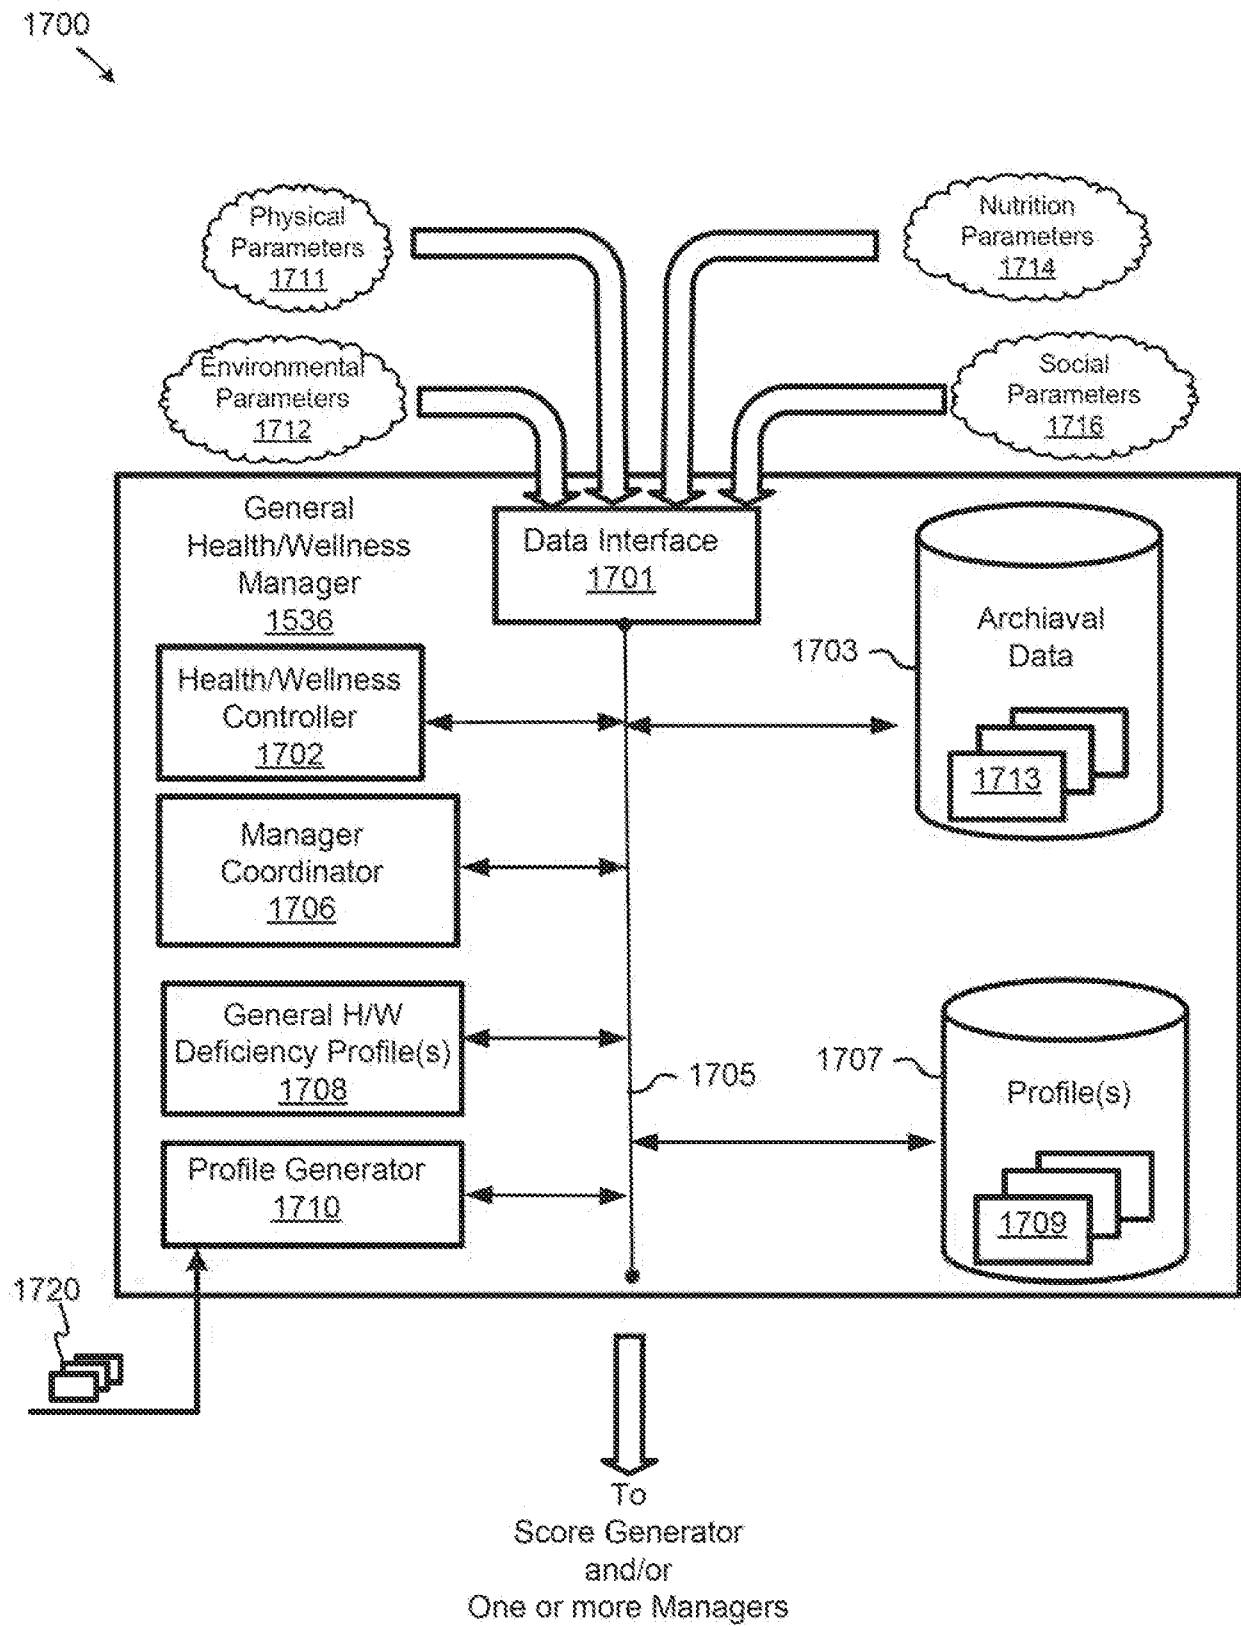 1700
Physical
Parameters
1711
Nutrition
Parameters
1714
Environmental
Parameters
1712
Social
Parameters
1716
General
Health/Wellness
Manager
1536
Data Interface
1701
Archiaval
Data
1703
1713
Health/Wellness
Controller
1702
Manager
Coordinator
1706
General H/W
Deficiency Profile(s)
1708
1705
1707
Profile(s)
1709
Profile Generator
1710
1720
To
Score Generator
and/or
One or more Managers